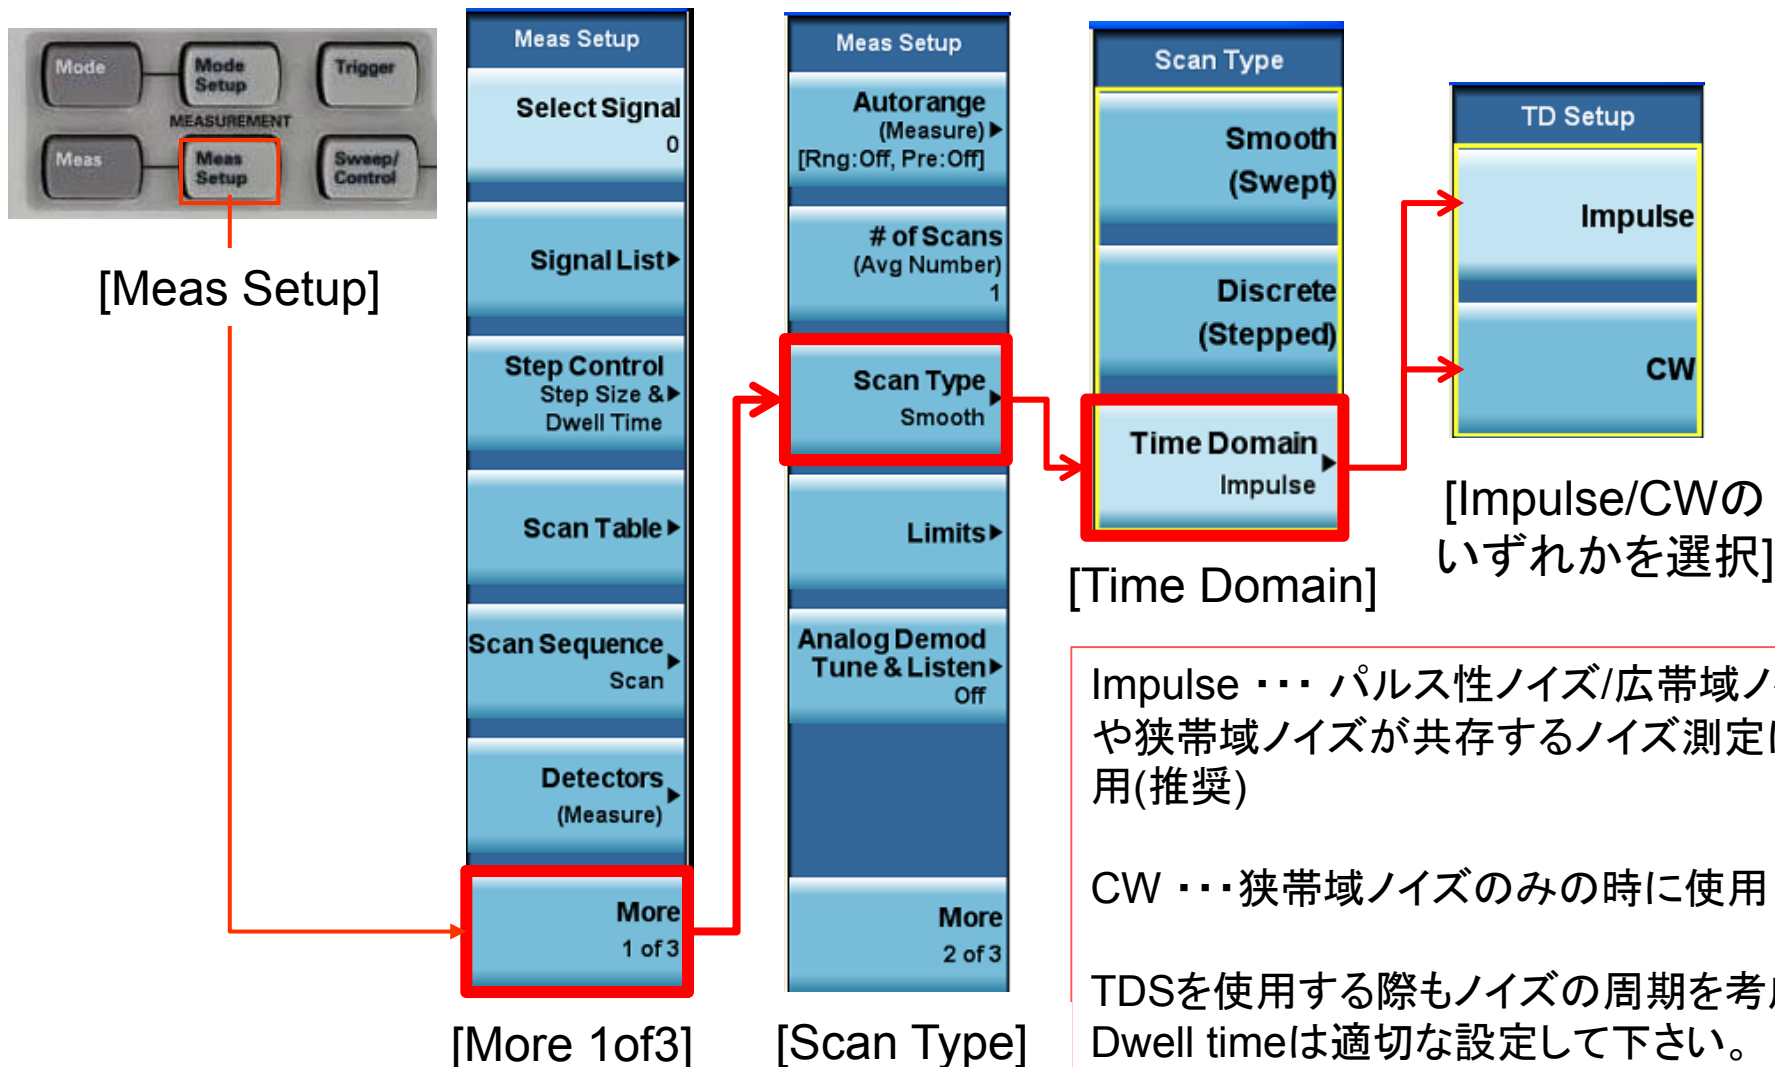 Mode
Mode
Setup
Trigger
MEASUREMENT
Meas
Meas
Setup
Sweep/
Control
[Meas Setup]
Meas Setup
Select Signal
0
Signal List
Step Control
Step Size &
Dwell Time
Scan Table
Scan Sequence
Scan
Detectors
(Measure)
More
1 of 3
[More 1of3]
Meas Setup
Autorange
(Measure)
[Rng:Off, Pre:Off]
# of Scans
(Avg Number)
1
Scan Type
Smooth
Limits
Analog Demod
Tune & Listen
Off
More
2 of 3
[Scan Type]
Scan Type
Smooth
(Swept)
Discrete
(Stepped)
Time Domain
Impulse
[Time Domain]
TD Setup
Impulse
CW
[Impulse/CWの
いずれかを選択]
Impulse ・・・ パルス性ノイズ/広帯域ノ
や狭帯域ノイズが共存するノイズ測定に
用(推奨)
CW ・・・狭帯域ノイズのみの時に使用
TDSを使用する際もノイズの周期を考
Dwell timeは適切な設定して下さい。